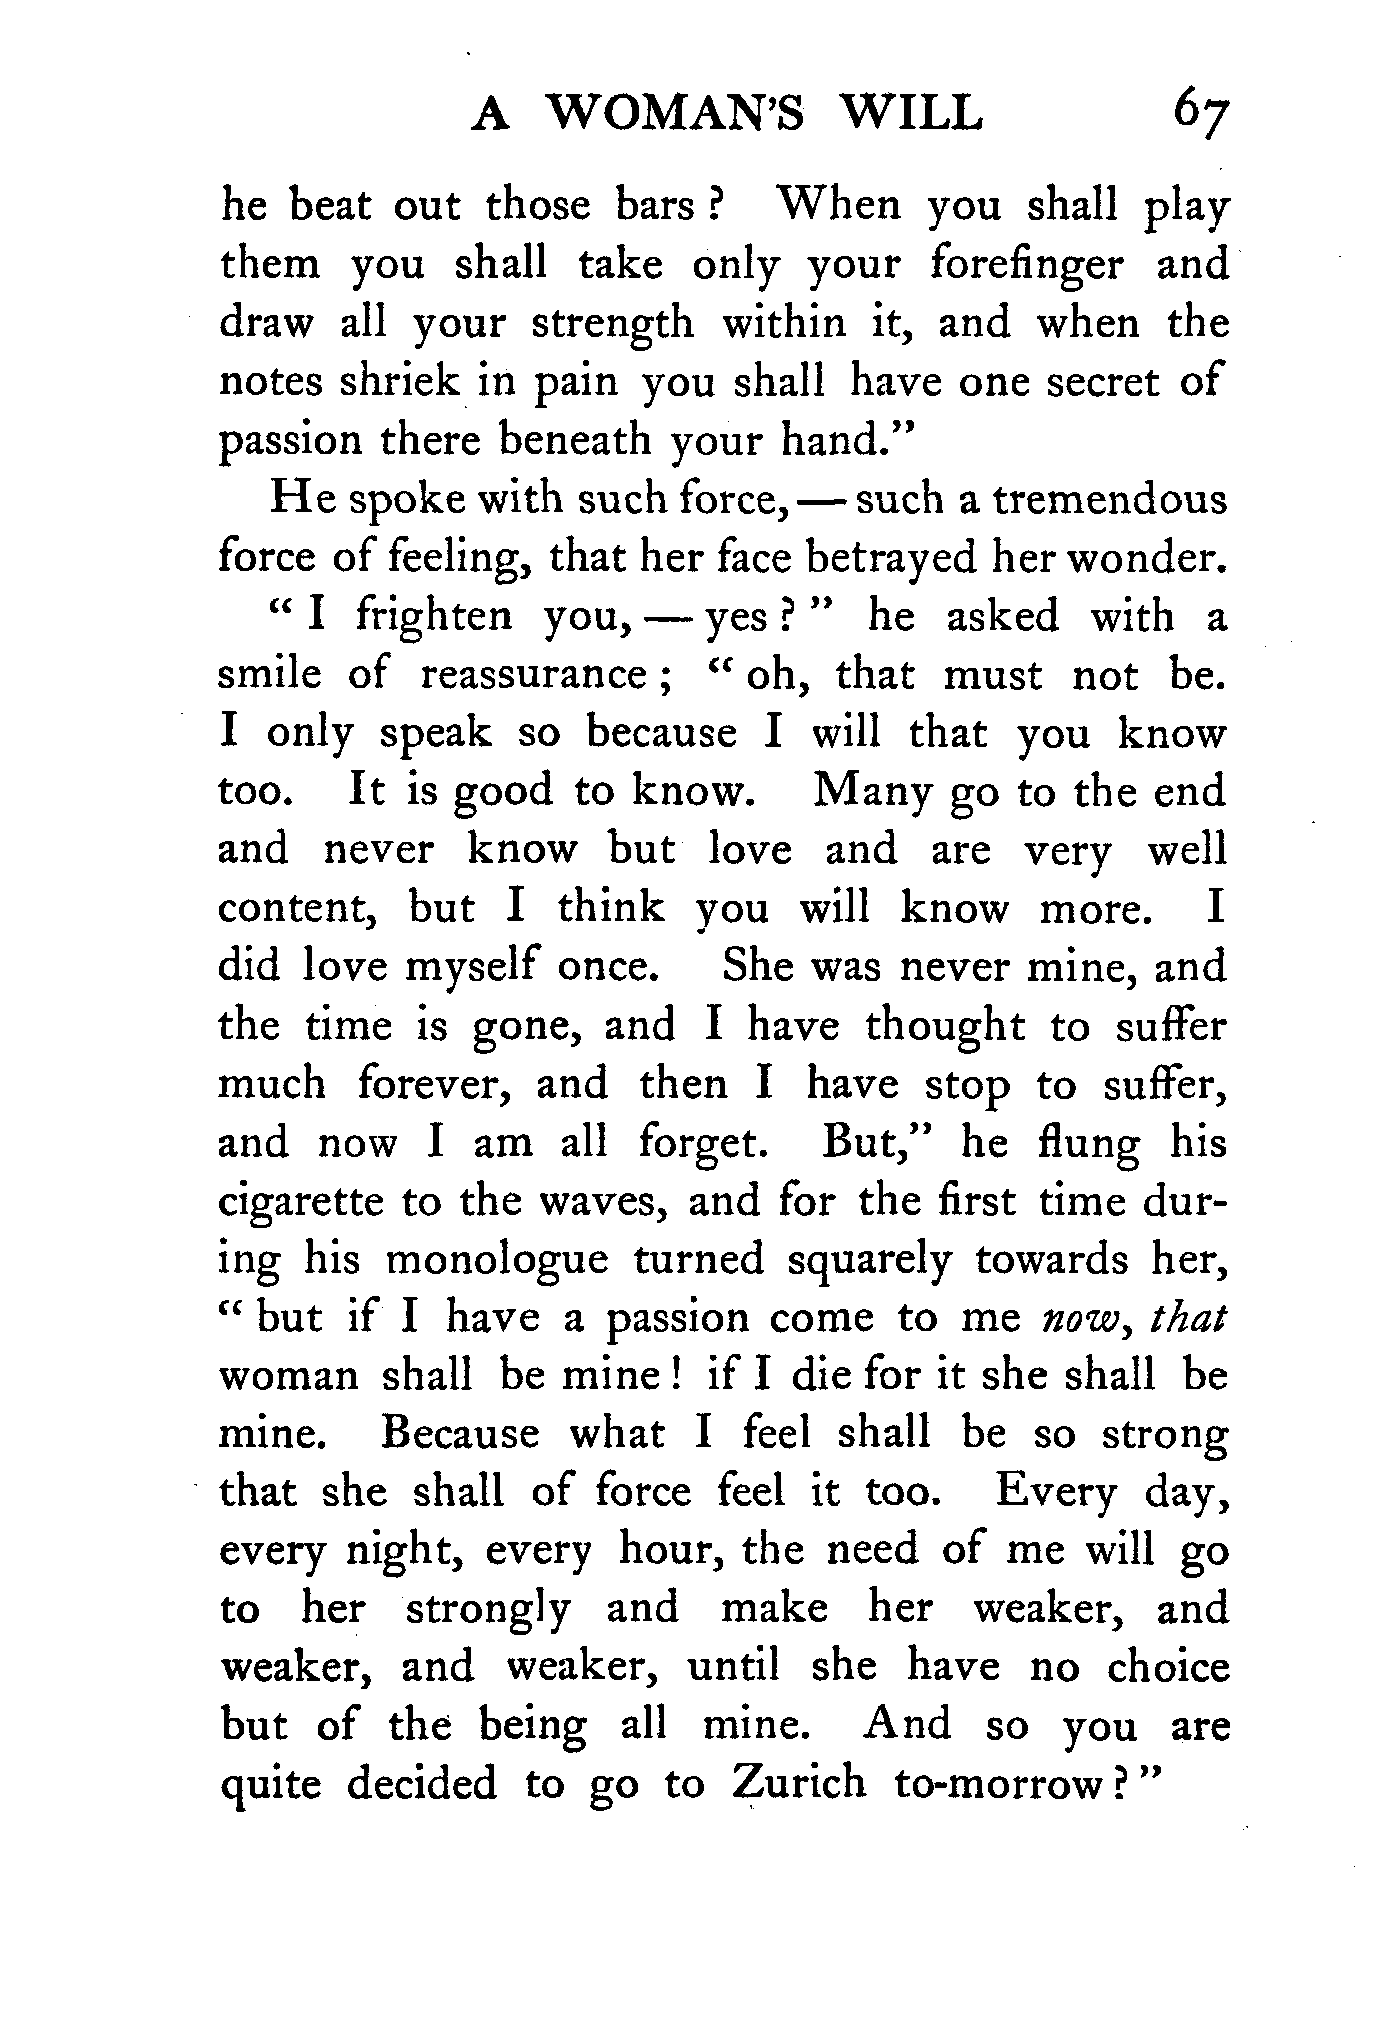 A WOMAN'S WILL 67
he beat out those bars? When you shall play
them you shall take only your forefinger and
draw all your strength within it, and when the
notes shriek in pain you shall have one secret of
passion there beneath your hand."
He spoke with such force,—such a tremendous
force of feeling, that her face betrayed her wonder.
"I frighten you,—yes?" he asked with a
smile of reassurance; "oh, that must not be.
I only speak so because I will that you know
too. It is good to know. Many go to the end
and never know but love and are very well
content, but I think you will know more. I
did love myself once. She was never mine, and
the time is gone, and I have thought to suffer
much forever, and then I have stop to suffer,
and now I am all forget. But," he flung his
cigarette to the waves, and for the first time dur-
ing his monologue turned squarely towards her,
"but if I have a passion come to me now, that
woman shall be mine! if I die for it she shall be
mine. Because what I feel shall be so strong
that she shall of force feel it too. Every day,
every night, every hour, the need of me will go
to her strongly and make her weaker, and
weaker, and weaker, until she have no choice
but of the being all mine. And so you are
quite decided to go to Zurich to-morrow?"